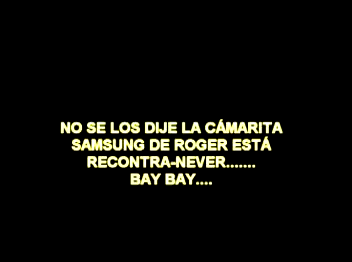 NO SE LOS DIJE LA CÁMARITA
SAMSUNG DE ROGER ESTÁ
RECONTRA-NEVER.......
BAY BAY....